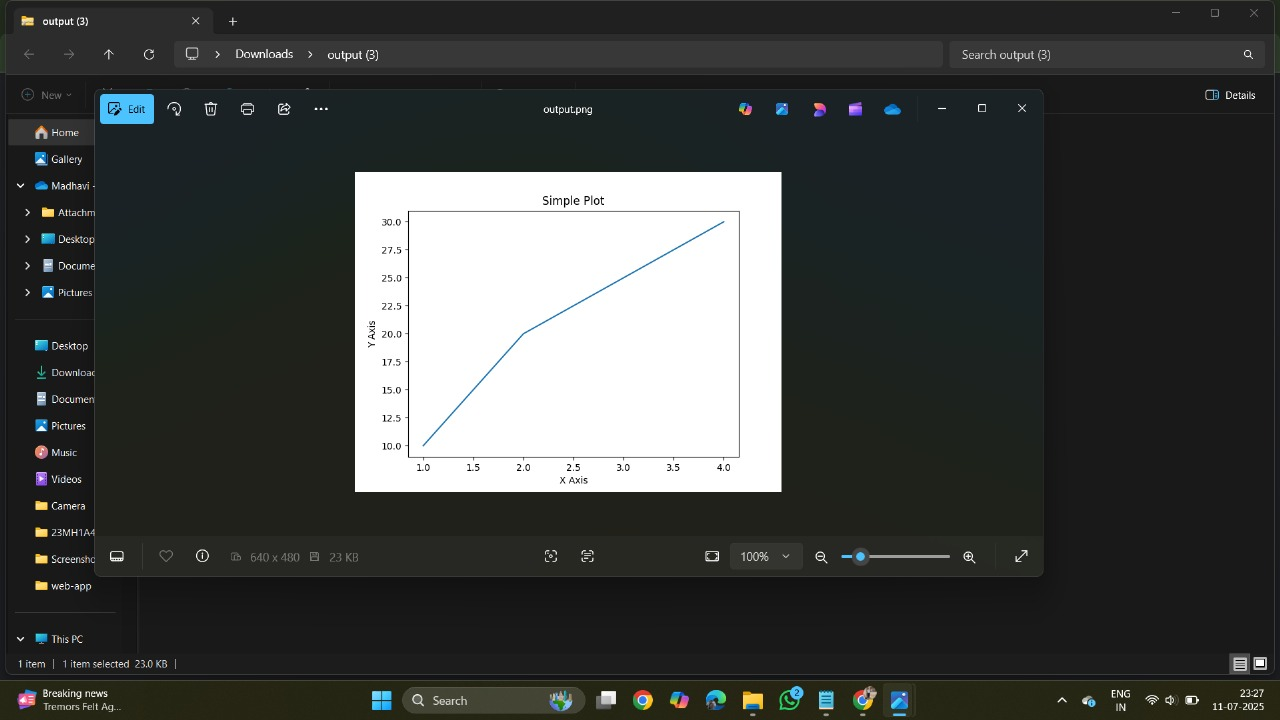 output (3)
Downloads
output (3)
Search output (3)
New
Details
Edit
output.png
Home
Gallery
Madhavi -
Attachm
Desktop
Docume
Pictures
Desktop
Downloac
Documen
Pictures
Music
Videos
Camera
23MH1A4
Screensho
web-app
This PC
Simple Plot
30.0
27.5
25.0
22.5
20.0
17.5
15.0
12.5
10.0
Y Axis
1.0 1.5 2.0 2.5 3.0 3.5 4.0
X Axis
640 x 480 23 KB
100%
1 item 1 item selected 23.0 KB
Breaking news
Tremors Felt Ag...
Search
2
ENG
IN
23:27
11-07-2025